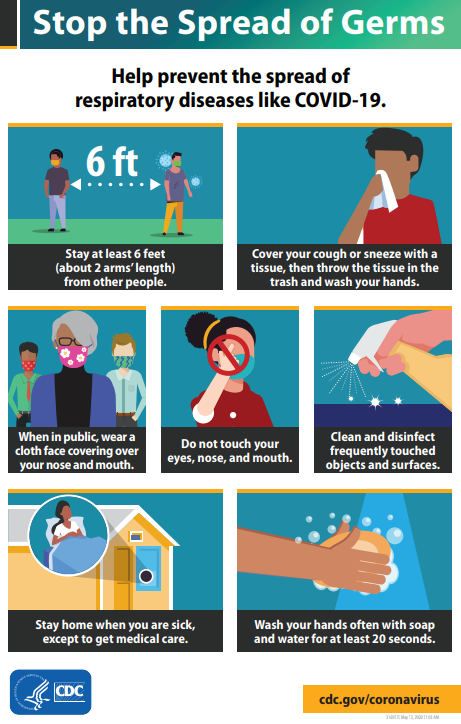 Stop the Spread of Germs
Help prevent the spread of
respiratory diseases like COVID-19.
6 ft
Stay at least 6 feet
(about 2 arms' length)
from other people.
Cover your cough or sneeze with a
tissue, then throw the tissue in the
trash and wash your hands.
When in public, wear a
cloth face covering over
your nose and mouth.
Do not touch your
eyes, nose, and mouth.
Clean and disinfect
frequently touched
objects and surfaces.
Stay home when you are sick,
except to get medical care.
Wash your hands often with soap
and water for at least 20 seconds.
CDC
cdc.gov/coronavirus